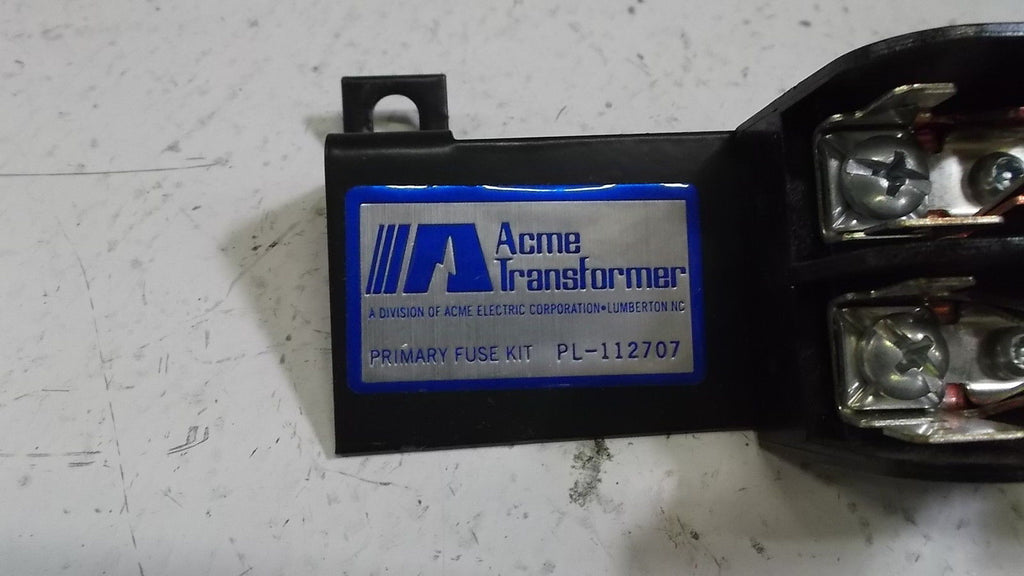 Acme
Transformer
A DIVISION OF ACME ELECTRIC CORPORATION•LUMBERTON NC
PRIMARY FUSE KIT PL-112707